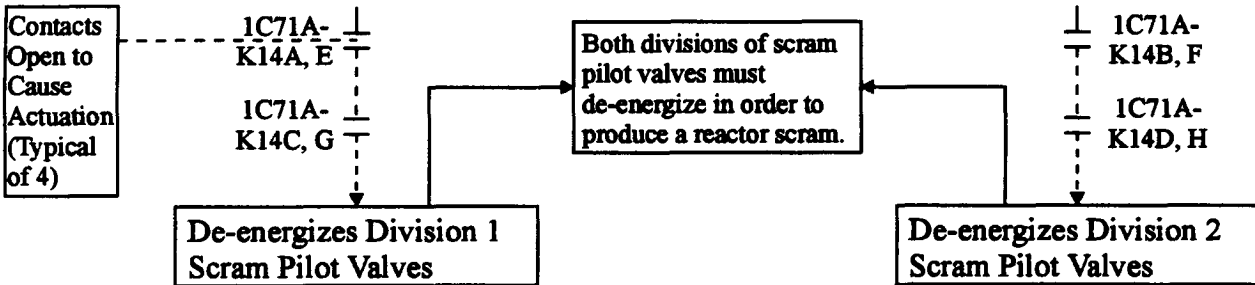 Contacts
Open to
Cause
Actuation
(Typical
of 4)
1C71A-
K14A, E
1C71A-
K14C, G
Both divisions of scram
pilot valves must
de-energize in order to
produce a reactor scram.
1C71A-
K14B, F
1C71A-
K14D, H
De-energizes Division 1
Scram Pilot Valves
De-energizes Division 2
Scram Pilot Valves